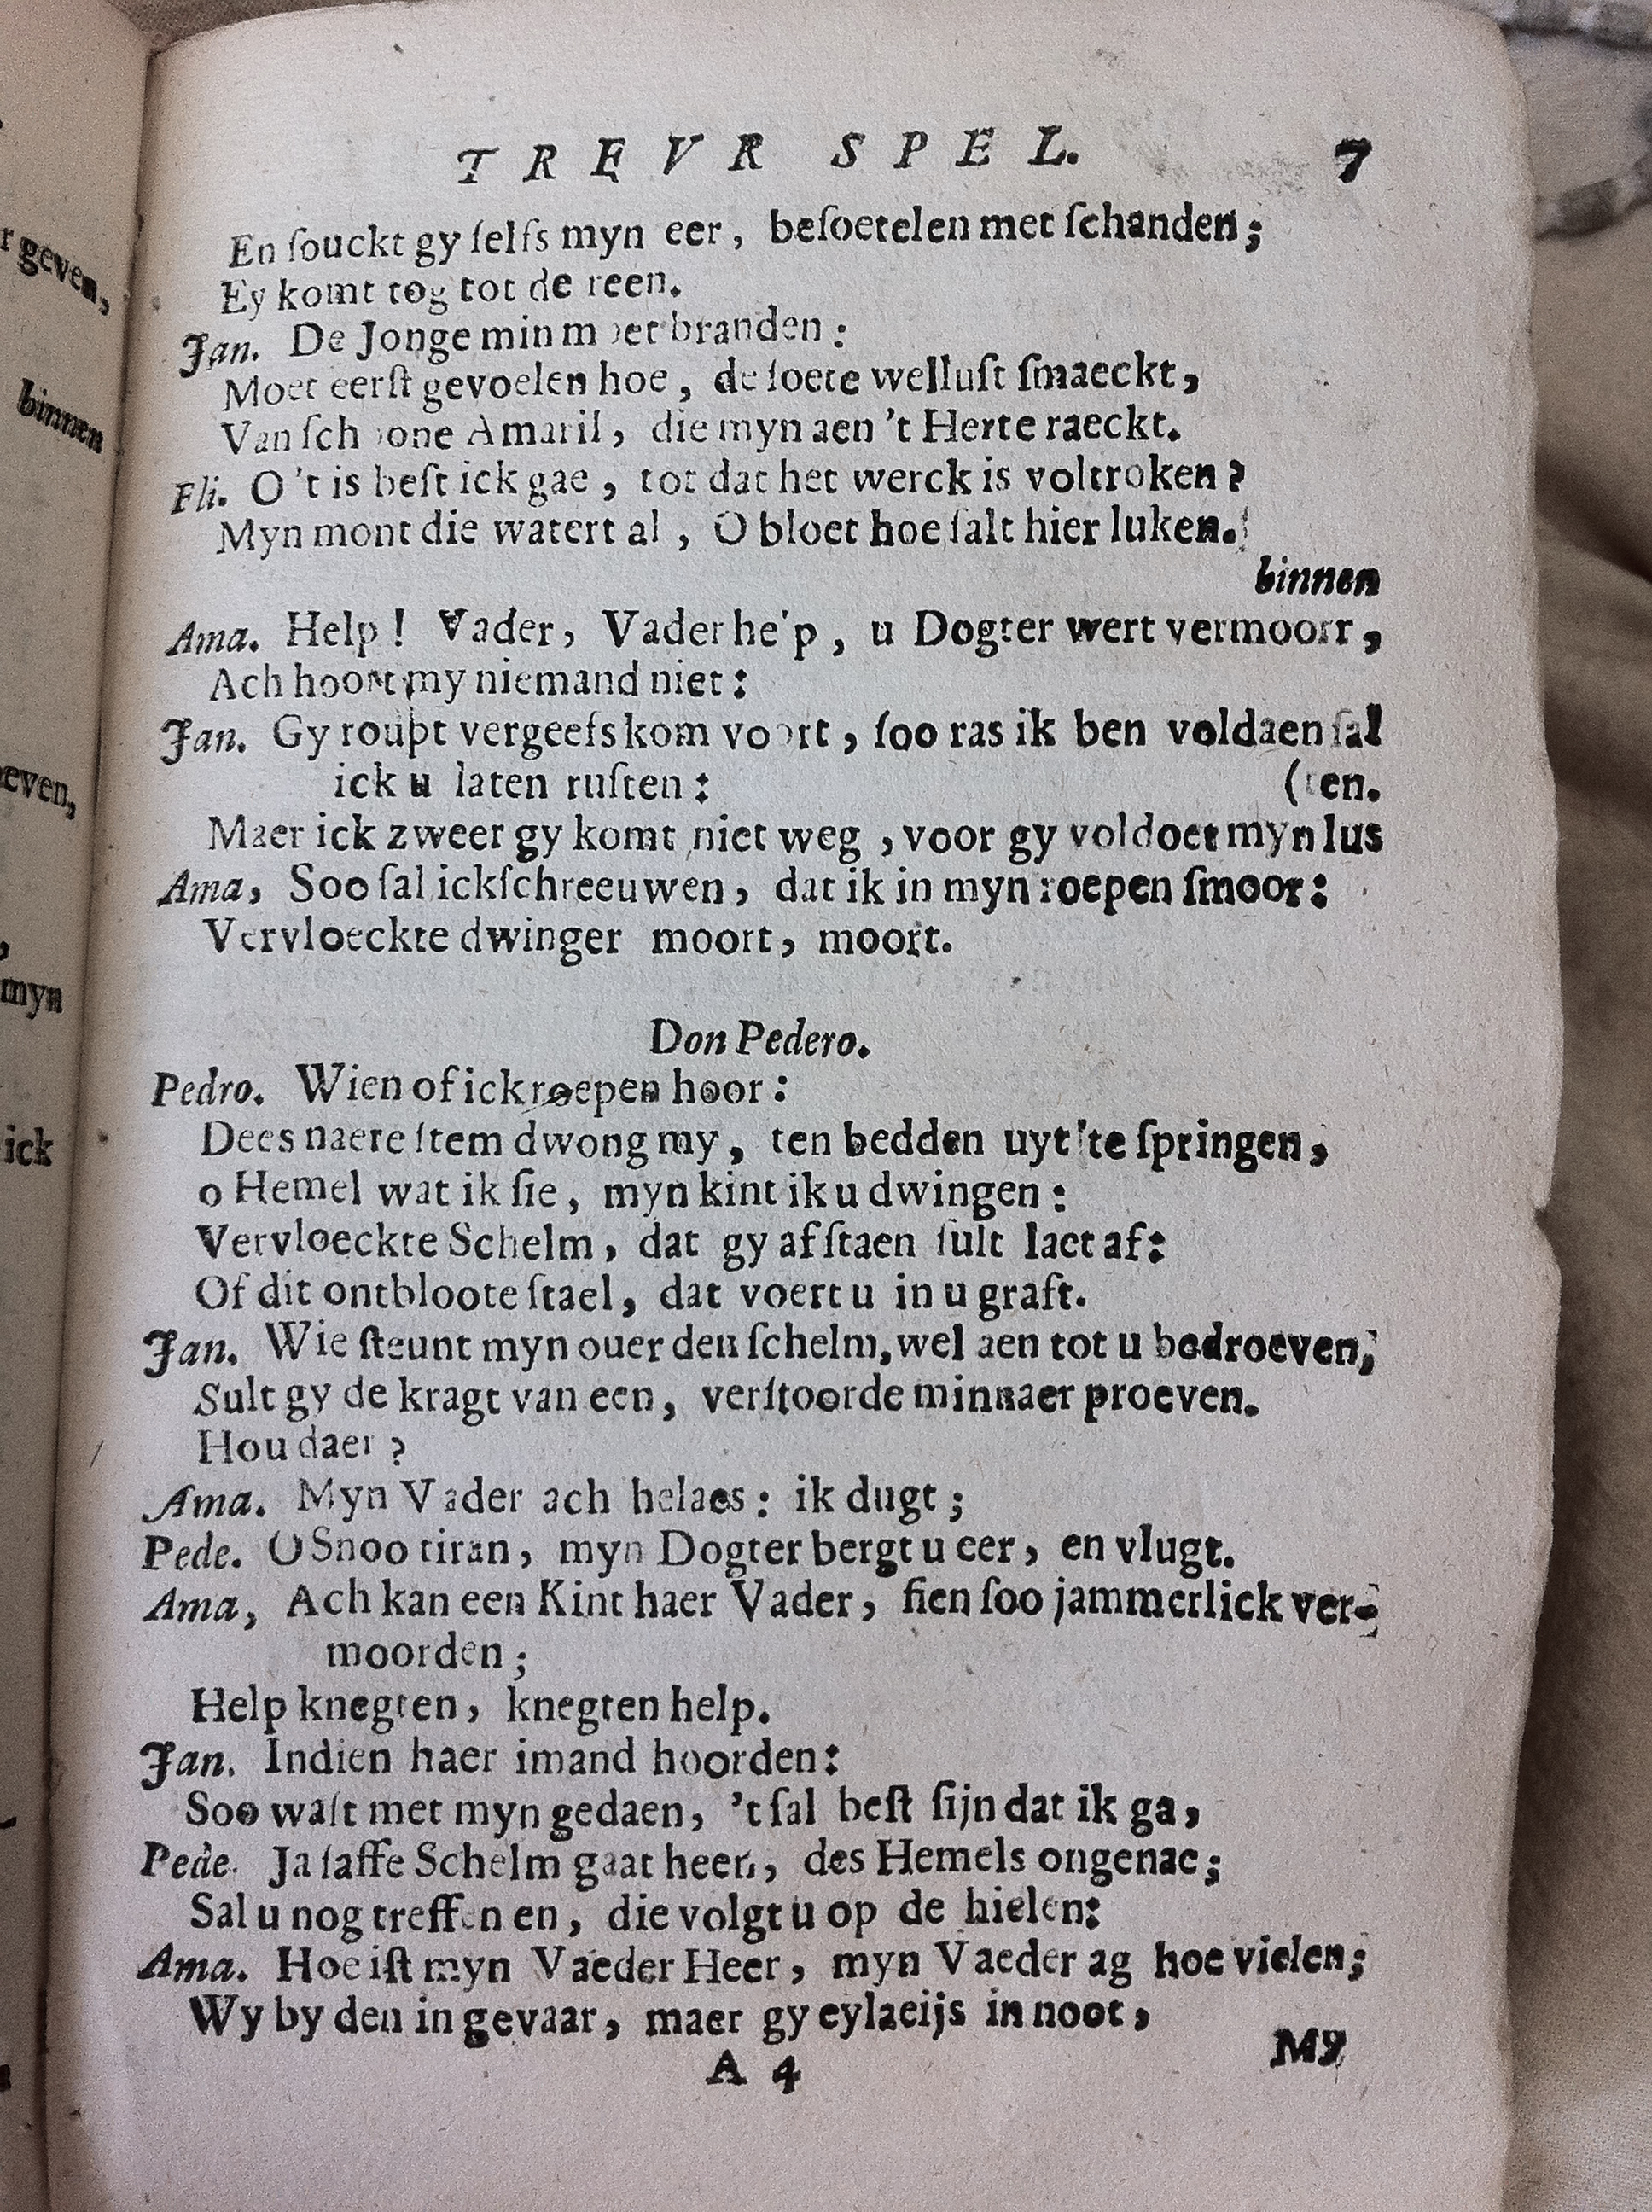 TREVR SPEL. 7
En ſouckt gy ſelfs myn eer, beſoetelen met ſchanden;
Ey komt tog tot de reen.
Jan. De Jonge min moet branden:
Moet eerſt gevoelen hoe, de ſoete welluſt ſmaeckt,
Van ſchoone Amaril, die myn aen 't Herte raeckt.
Fli. O 't is beſt ick gae, tot dat het werck is voltroken?
Myn mont die watert al, O bloet hoe ſalt hier luken.
binnen
Ama. Help! Vader, Vader he'p, u Dogter wert vermoort,
Ach hoort my niemand niet:
Jan. Gy roupt vergeefs kom voort, ſoo ras ik ben voldaen ſal
ick u laten ruſten: (ten.
Maer ick zweer gy komt niet weg, voor gy voldoet myn lus
Ama, Soo ſal ickſchreeuwen, dat ik in myn roepen ſmoor:
Vervloeckte dwinger moort, moort.
Don Pedero.
Pedro. Wien of ick roepen hoor:
Dees naere ſtem dwong my, ten bedden uyt te ſpringen,
o Hemel wat ik ſie, myn kint ik u dwingen:
Vervloeckte Schelm, dat gy afſtaen ſult laet af:
Of dit ontbloote ſtael, dat voert u in u graft.
Jan. Wie ſteunt myn ouer den ſchelm, wel aen tot u bedroeven,
Sult gy de kragt van een, verſtoorde minnaer proeven.
Hou daer?
Ama. Myn Vader ach helaes: ik dugt;
Pede. O Snoo tiran, myn Dogter bergt u eer, en vlugt.
Ama, Ach kan een Kint haer Vader, ſien ſoo jammerlick ver-
moorden;
Help knegten, knegten help.
Jan. Indien haer imand hoorden:
Soo waſt met myn gedaen, 't ſal beſt ſijn dat ik ga,
Pede. Ja ſaffe Schelm gaat heen, des Hemels ongenae;
Sal u nog treffen en, die volgt u op de hielen:
Ama. Hoe iſt myn Vaeder Heer, myn Vaeder ag hoe vielen;
Wy by den in gevaar, maer gy eylaeijs in noot,
A 4 My
r geven,
binnen
even,
myn
ick